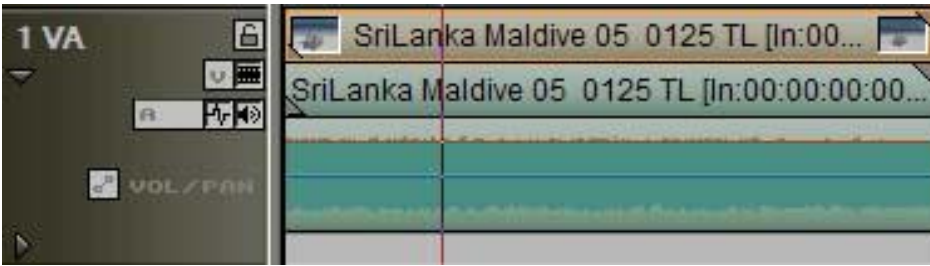 1 VA
SriLanka Maldive 05 0125 TL [In:00...
V
SriLanka Maldive 05 0125 TL [In:00:00:00:00...
A
VOL/PAN